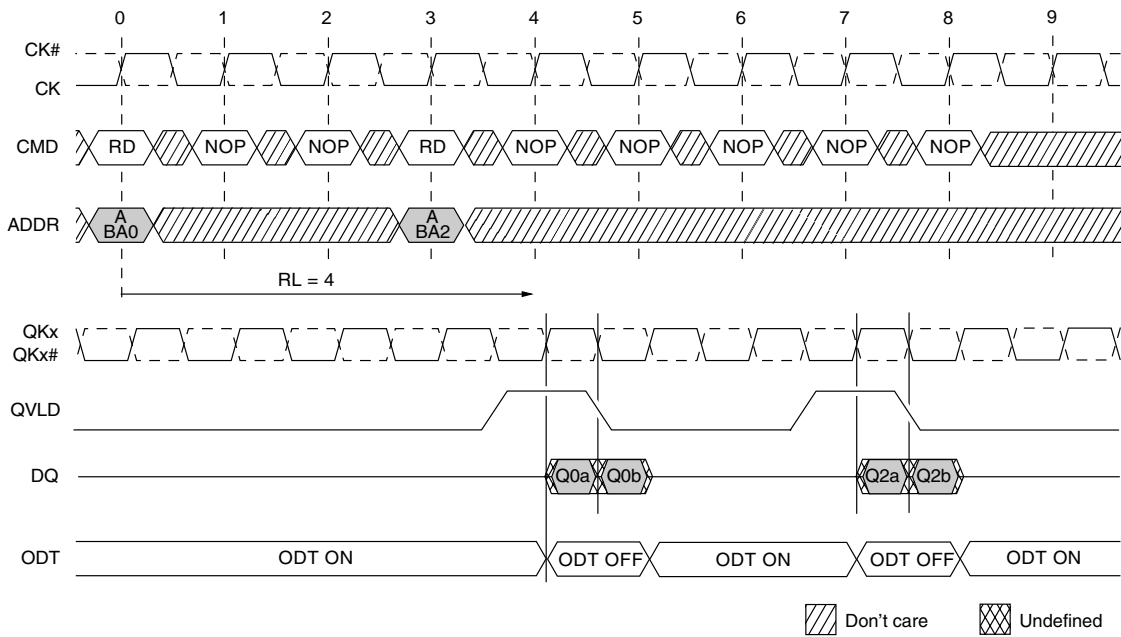 0 1 2 3 4 5 6 7 8 9
CK#
CK
CMD RD NOP NOP RD NOP NOP NOP NOP NOP
ADDR A BA0 A BA2
RL = 4
QKx
QKx#
QVLD
DQ Q0a Q0b Q2a Q2b
ODT ODT ON ODT OFF ODT ON ODT OFF ODT ON
Don't care Undefined